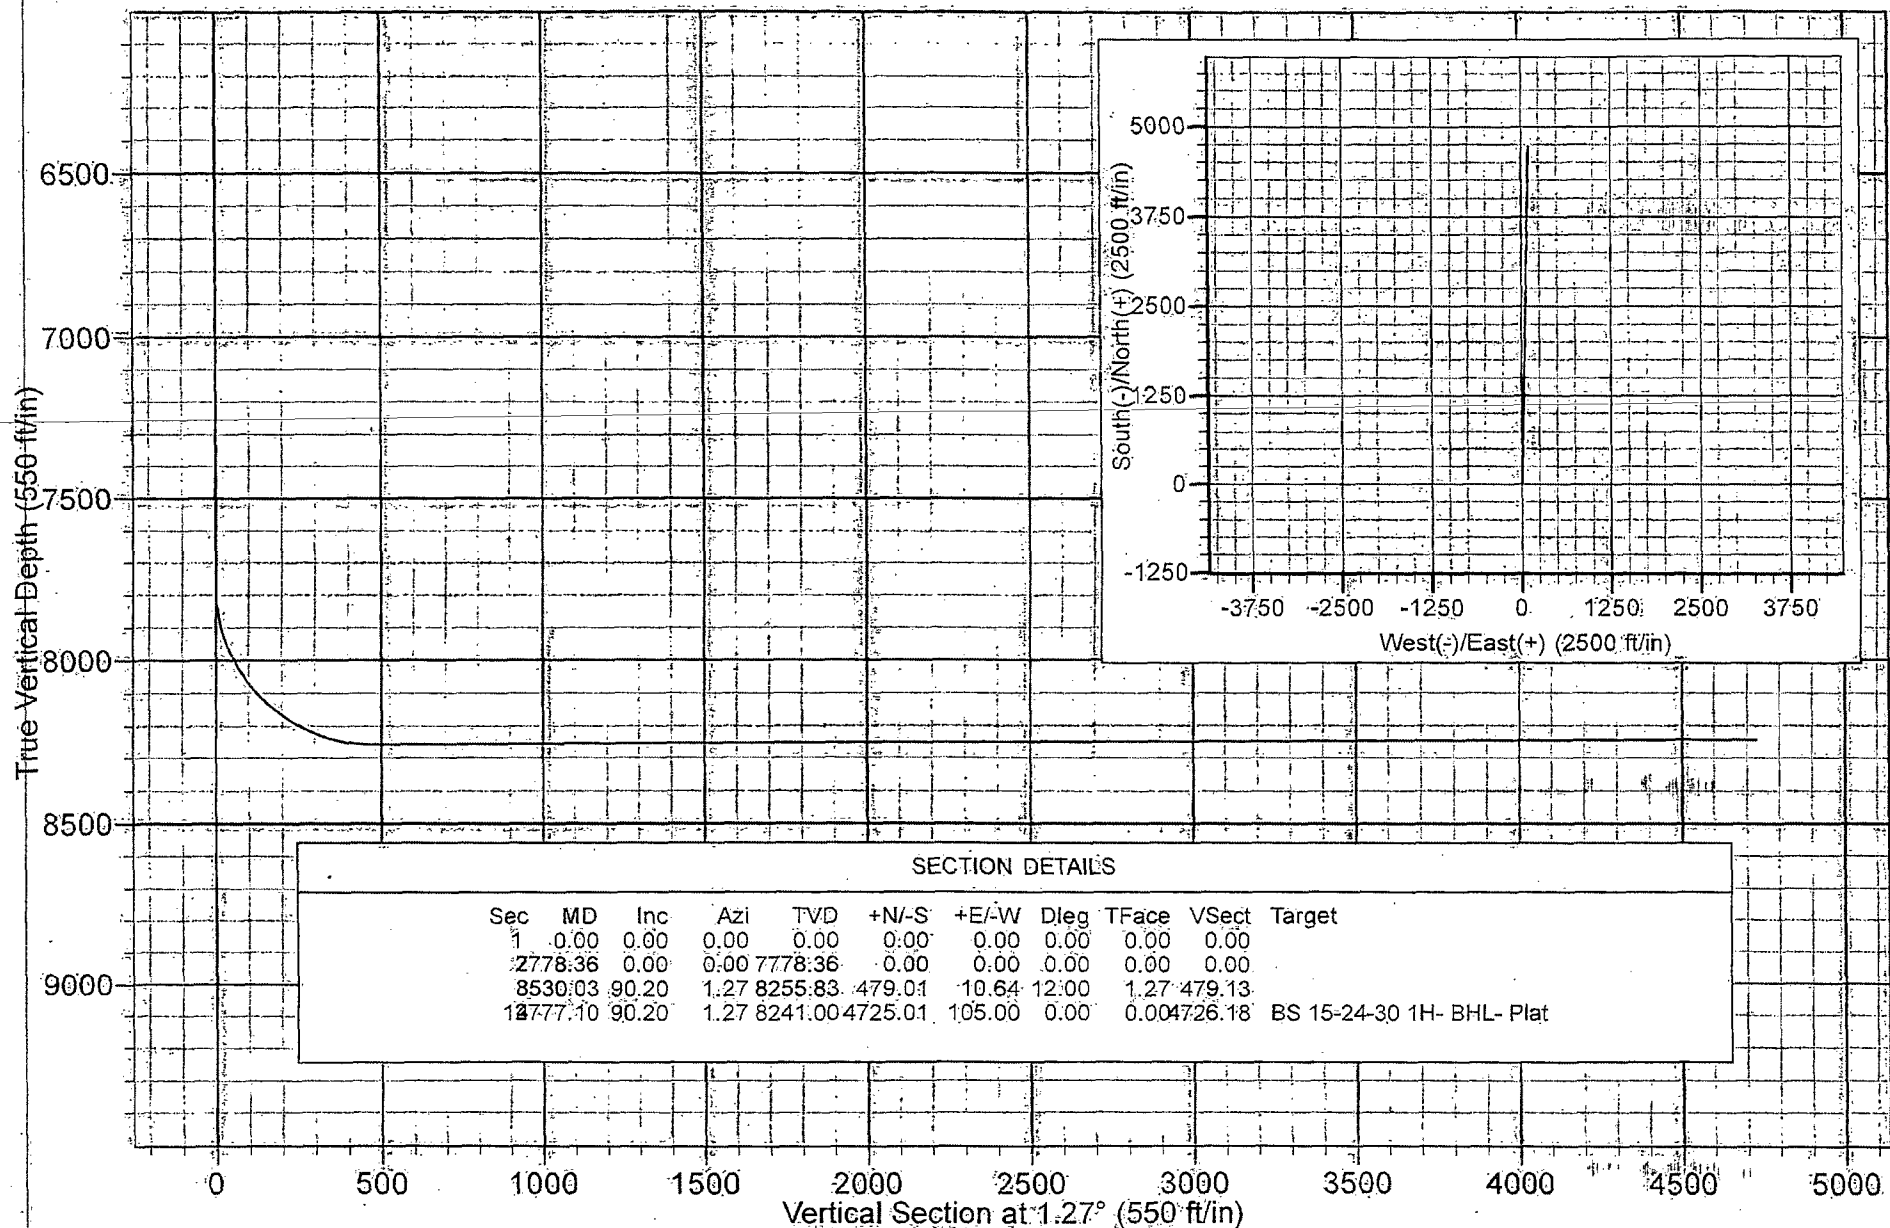 True Vertical Depth (550 ft/in)
6500
7000
7500
8000
8500
9000
South(-)/North(+) (2500 ft/in)
5000
3750
2500
1250
0
-1250
-3750 -2500 -1250 0 1250 2500 3750
West(-)/East(+) (2500 ft/in)
SECTION DETAILS
Sec MD Inc Azi TVD +N/-S +E/-W Dleg TFace VSect Target
1 0.00 0.00 0.00 0.00 0.00 0.00 0.00 0.00 0.00
7778.36 0.00 0.00 7778.36 0.00 0.00 0.00 0.00 0.00
8530.03 90.20 1.27 8255.83 479.01 10.64 12.00 1.27 479.13
12777.10 90.20 1.27 8241.00 4725.01 105.00 0.00 0.00 4726.18 BS 15-24-30 1H- BHL- Plat
0 500 1000 1500 2000 2500 3000 3500 4000 4500 5000
Vertical Section at 1.27° (550 ft/in)